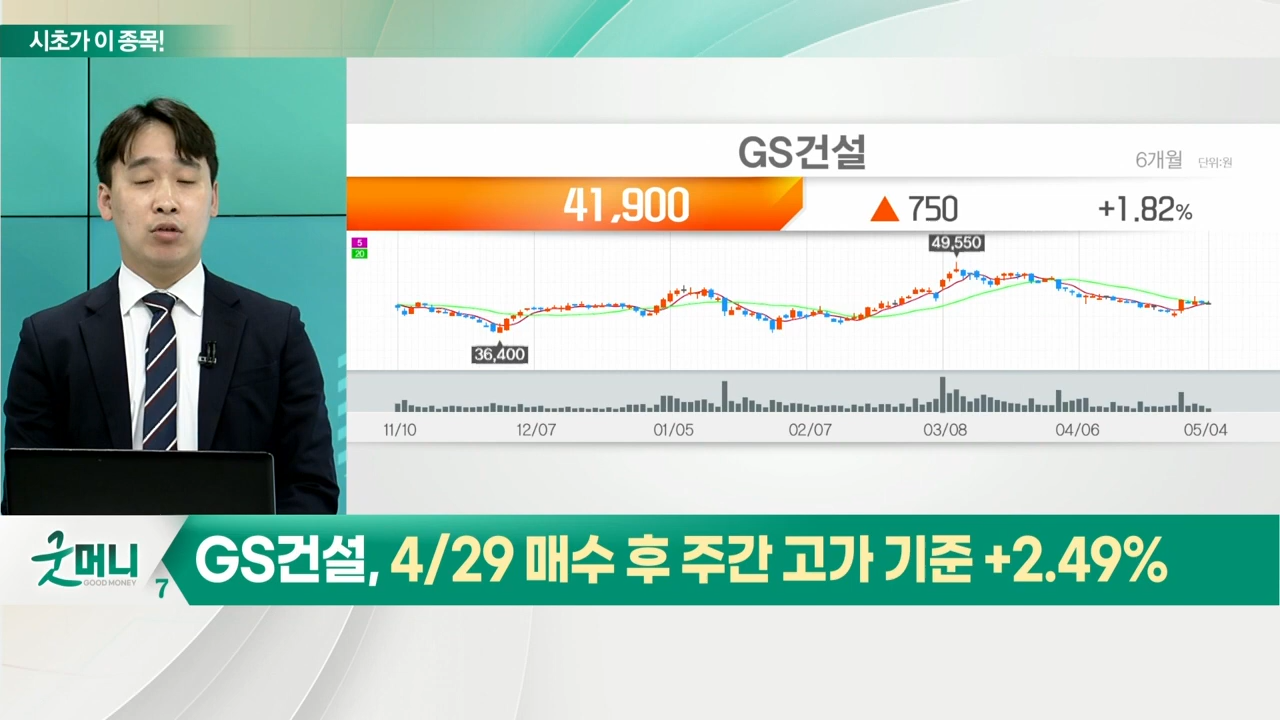 시초가 이 종목!
GS건설
6개월 단위:원
41,900 ▲ 750 +1.82%
5
20
49,550
36,400
11/10 12/07 01/05 02/07 03/08 04/06 05/04
굿머니
GOOD MONEY
7
GS건설, 4/29 매수 후 주간 고가 기준 +2.49%